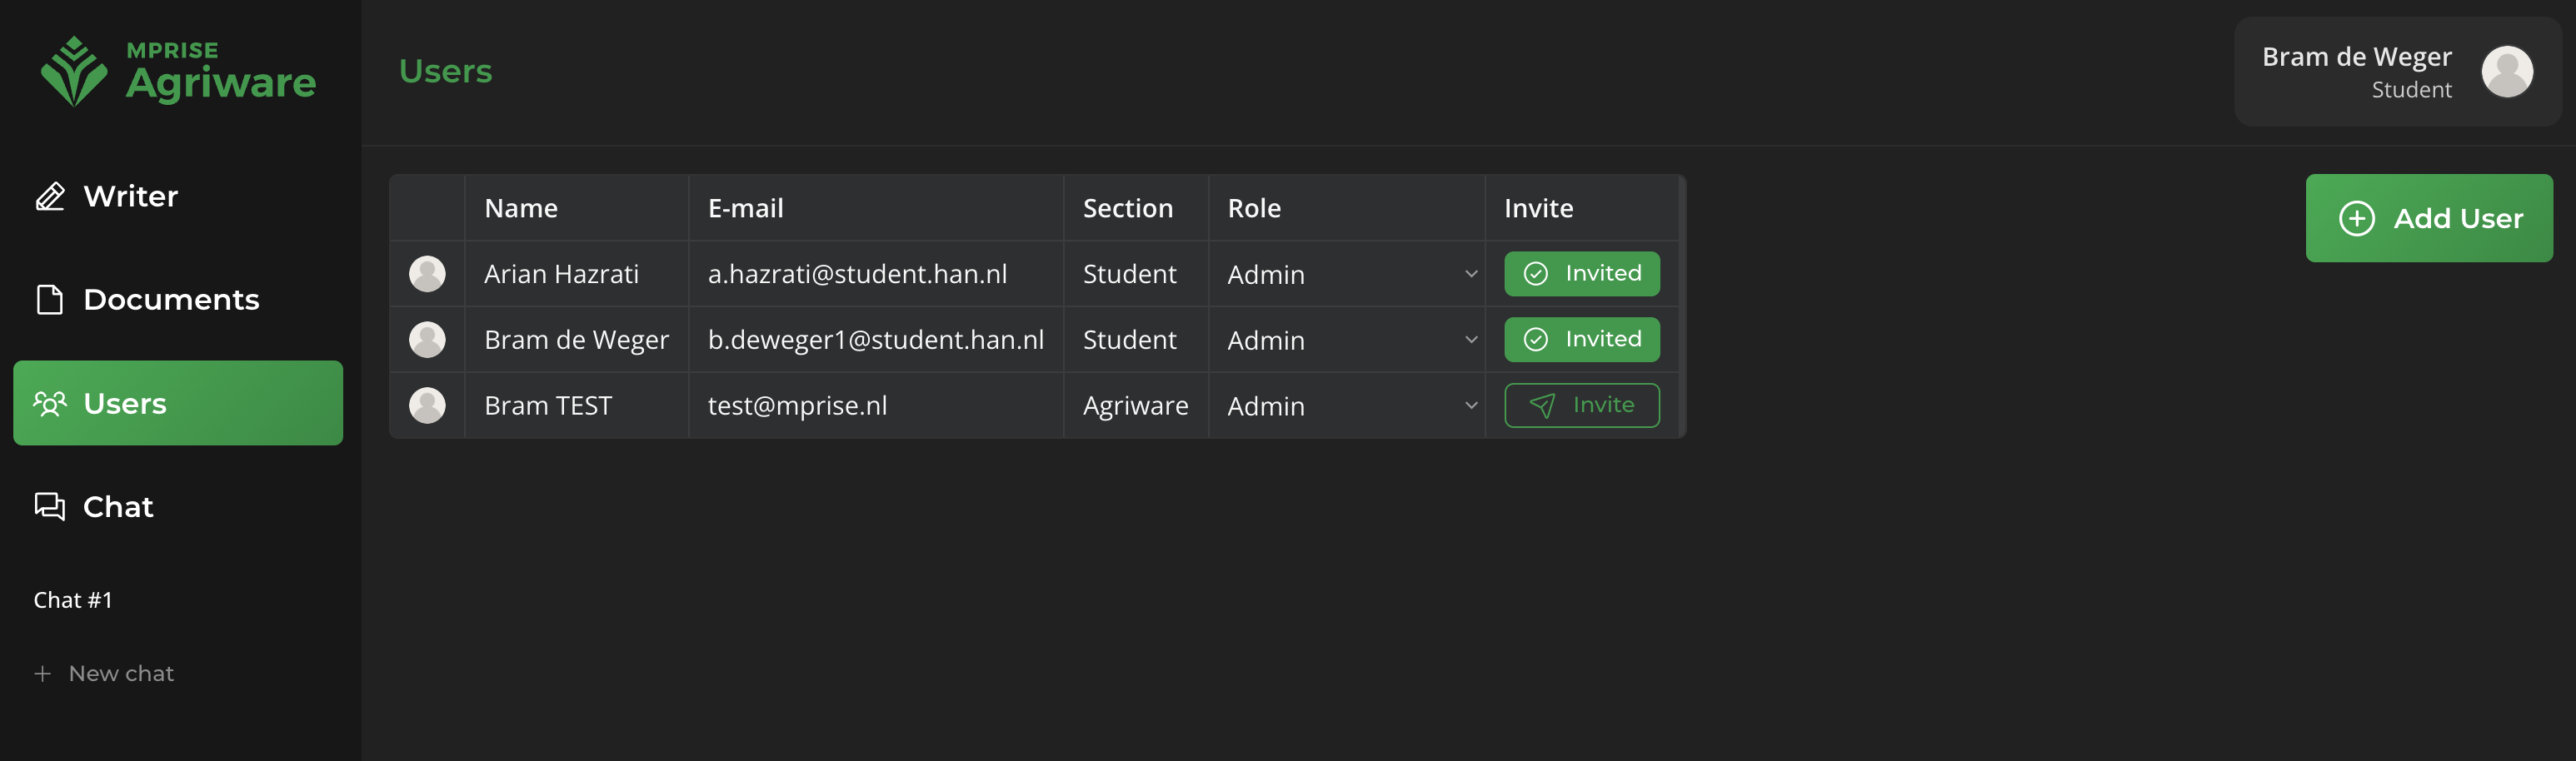 MPRISE
Agriware
Writer
Documents
Users
Chat
Chat #1
New chat
Users
Bram de Weger
Student
Name E-mail Section Role Invite
Arian Hazrati a.hazrati@student.han.nl Student Admin Invited
Bram de Weger b.deweger1@student.han.nl Student Admin Invited
Bram TEST test@mprise.nl Agriware Admin Invite
Add User